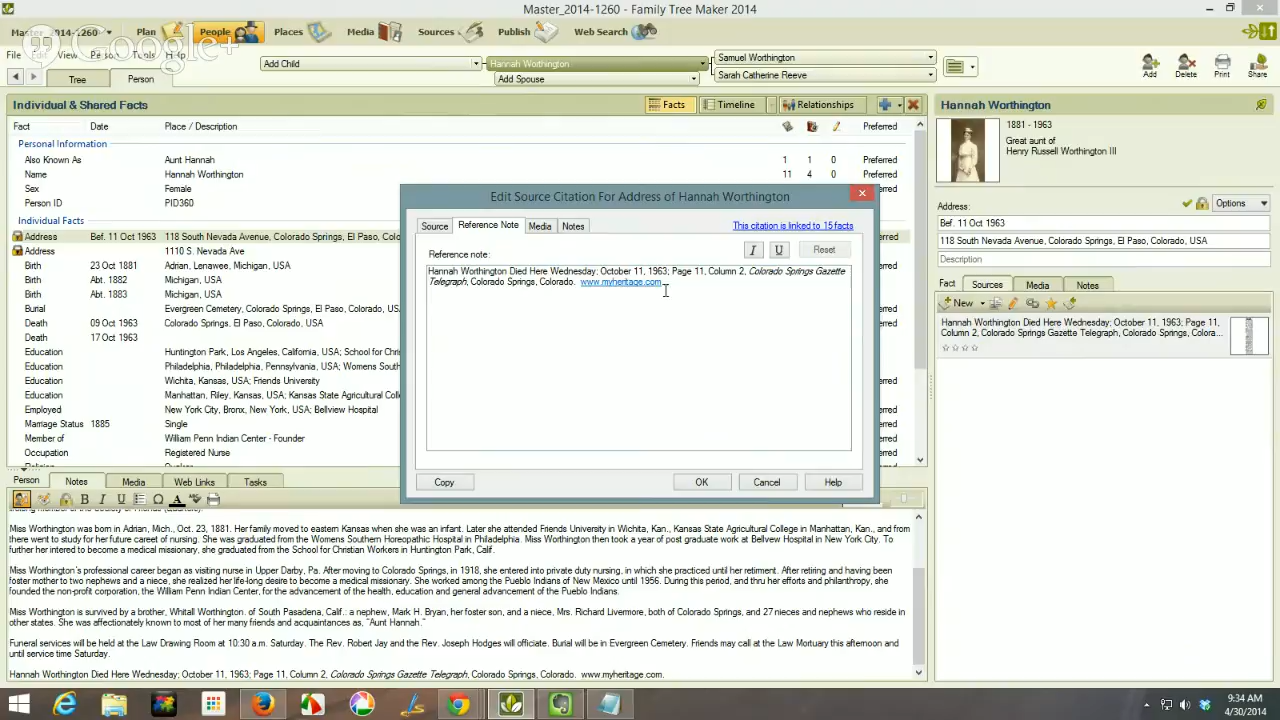 Master_2014-1260 - Family Tree Maker 2014
Master_2014-1260 Plan People Places Media Sources Publish Web Search
Google+
File Edit View Person Tools Help
Add Child Hannah Worthington Samuel Worthington
Add Spouse Sarah Catherine Reeve
Add Delete Print Share
Tree Person
Individual & Shared Facts Facts Timeline Relationships
Fact Date Place / Description Preferred
Personal Information
Also Known As Aunt Hannah 1 1 0 Preferred
Name Hannah Worthington 11 4 0 Preferred
Sex Female Preferred
Person ID PID360 Preferred
Individual Facts
Address Bef. 11 Oct 1963 118 South Nevada Avenue, Colorado Springs, El Paso, Co
Address 1110 S. Nevada Ave
Birth 23 Oct 1881 Adrian, Lenawee, Michigan, USA
Birth Abt. 1882 Michigan, USA
Birth Abt. 1883 Michigan, USA
Burial Evergreen Cemetery, Colorado Springs, El Paso, Colorado, US
Death 09 Oct 1963 Colorado Springs. El Paso, Colorado, USA
Death 17 Oct 1963
Education Huntington Park, Los Angeles, California, USA; School for Chri
Education Philadelphia, Philadelphia, Pennsylvania, USA; Womens Sout
Education Wichita, Kansas, USA; Friends University
Education Manhattan, Riley, Kansas, USA; Kansas State Agricultural Col
Employed New York City, Bronx, New York, USA; Bellview Hospital
Marriage Status 1885 Single
Member of William Penn Indian Center - Founder
Occupation Registered Nurse
Edit Source Citation For Address of Hannah Worthington
Source Reference Note Media Notes This citation is linked to 15 facts
Reference note: I U Reset
Hannah Worthington Died Here Wednesday; October 11, 1963; Page 11, Column 2, Colorado Springs Gazette
Telegraph, Colorado Springs, Colorado. www.myheritage.com
Copy OK Cancel Help
Hannah Worthington
1881 - 1963
Great aunt of
Henry Russell Worthington III
Address: Options
Bef. 11 Oct 1963
118 South Nevada Avenue, Colorado Springs, El Paso, Colorado, USA
Description
Fact Sources Media Notes
New
Hannah Worthington Died Here Wednesday; October 11, 1963; Page 11,
Column 2, Colorado Springs Gazette Telegraph, Colorado Springs, Colora...
Person Notes Media Web Links Tasks
B I U Ω A
Miss Worthington was born in Adrian, Mich., Oct. 23, 1881. Her family moved to eastern Kansas when she was an infant. Later she attended Friends University in Wichita, Kan., Kansas State Agricultural College in Manhattan, Kan., and from
there went to study for her future careet of nursing. She was graduated from the Womens Southern Horeopathic Hospital in Philadelphia. Miss Worthington then took a year of post graduate work at Bellvew Hospital in New York City. To
further her intered to become a medical missionary, she graduated from the School for Christian Workers in Huntington Park, Calif.
Miss Worthington's professional career began as visiting nurse in Upper Darby, Pa. After moving to Colorado Springs, in 1918, she entered into private duty nursing, in which she practiced until her retirment. After retiring and having been
foster mother to two nephews and a niece, she realized her life-long desire to become a medical missionary. She worked among the Pueblo Indians of New Mexico until 1956. During this period, and thru her efforts and philanthropy, she
founded the non-profit corporation, the William Penn Indian Center, for the advancement of the health, education and general advancement of the Pueblo Indians.
Miss Worthington is survived by a brother, Whitall Worthington. of South Pasadena, Calif.: a nephew, Mark H. Bryan, her foster son, and a niece, Mrs. Richard Livermore, both of Colorado Springs, and 27 nieces and nephews who reside in
other states. She was affectionately known to most of her many friends and acquaintances as, "Aunt Hannah."
Funeral services will be held at the Law Drawing Room at 10:30 a.m. Saturday. The Rev. Robert Jay and the Rev. Joseph Hodges will officiate. Burial will be in Evergreen Cemetery. Friends may call at the Law Mortuary this afternoon and
until service time Saturday.
Hannah Worthington Died Here Wednesday; October 11, 1963; Page 11, Column 2, Colorado Springs Gazette Telegraph, Colorado Springs, Colorado. www.myheritage.com.
9:34 AM
4/30/2014